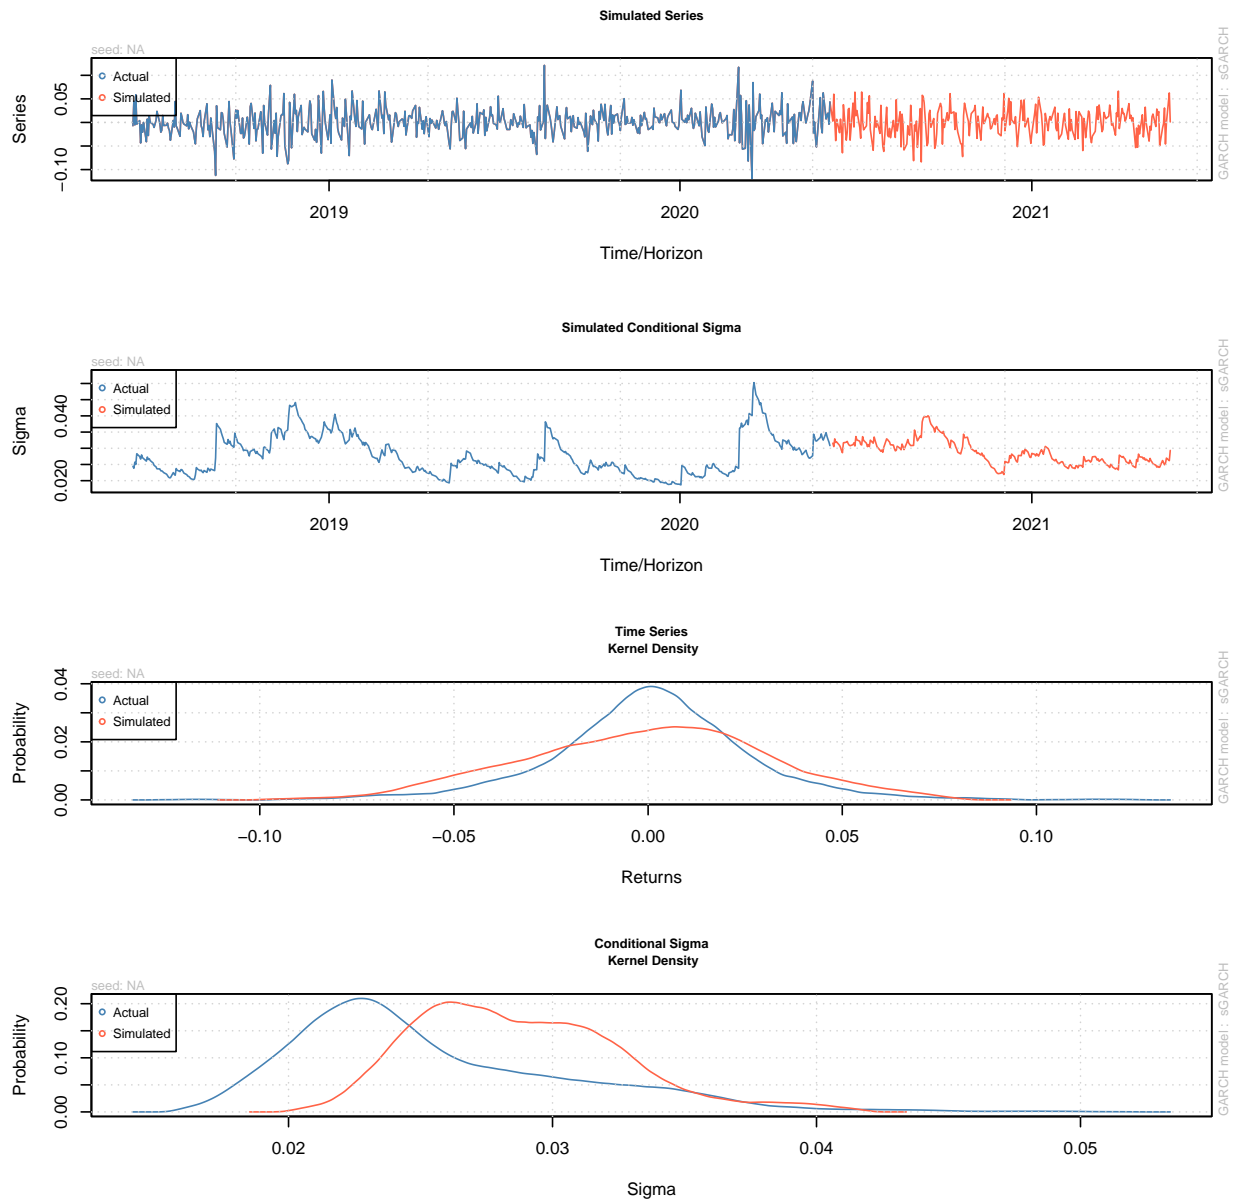 Simulated Series
seed: NA
Actual
Simulated
Series
0.05
−0.10
2019
2020
2021
Time/Horizon
GARCH model : sGARCH
Simulated Conditional Sigma
seed: NA
Actual
Simulated
Sigma
0.040
0.020
2019
2020
2021
Time/Horizon
GARCH model : sGARCH
Time Series
Kernel Density
seed: NA
Actual
Simulated
Probability
0.04
0.02
0.00
−0.10
−0.05
0.00
0.05
0.10
Returns
GARCH model : sGARCH
Conditional Sigma
Kernel Density
seed: NA
Actual
Simulated
Probability
0.20
0.10
0.00
0.02
0.03
0.04
0.05
Sigma
GARCH model : sGARCH